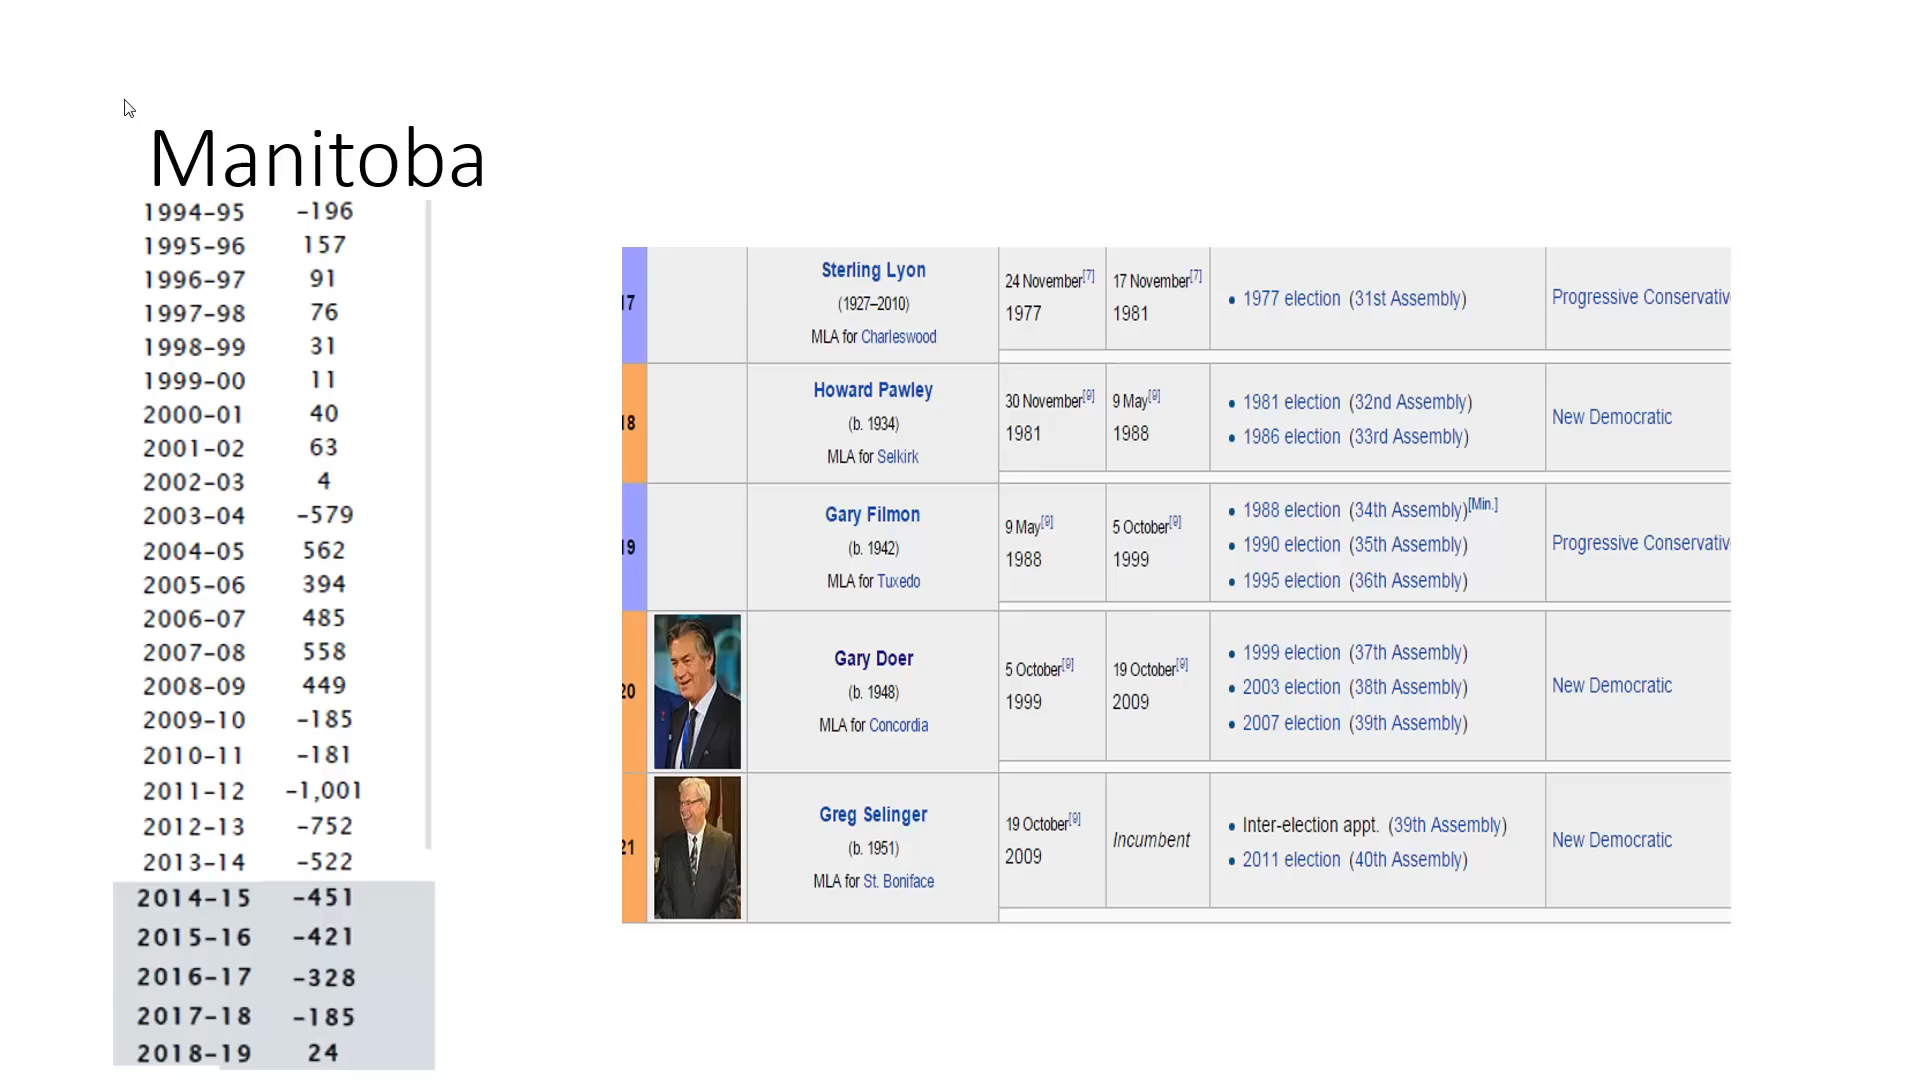 Manitoba
1994-95 -196
1995-96 157
1996-97 91
1997-98 76
1998-99 31
1999-00 11
2000-01 40
2001-02 63
2002-03 4
2003-04 -579
2004-05 562
2005-06 394
2006-07 485
2007-08 558
2008-09 449
2009-10 -185
2010-11 -181
2011-12 -1,001
2012-13 -752
2013-14 -522
2014-15 -451
2015-16 -421
2016-17 -328
2017-18 -185
2018-19 24
17
Sterling Lyon
(1927–2010)
MLA for Charleswood
24 November[7]
1977
17 November[7]
1981
• 1977 election (31st Assembly)
Progressive Conservativ
18
Howard Pawley
(b. 1934)
MLA for Selkirk
30 November[9]
1981
9 May[9]
1988
• 1981 election (32nd Assembly)
• 1986 election (33rd Assembly)
New Democratic
19
Gary Filmon
(b. 1942)
MLA for Tuxedo
9 May[9]
1988
5 October[9]
1999
• 1988 election (34th Assembly)[Min.]
• 1990 election (35th Assembly)
• 1995 election (36th Assembly)
Progressive Conservativ
20
Gary Doer
(b. 1948)
MLA for Concordia
5 October[9]
1999
19 October[9]
2009
• 1999 election (37th Assembly)
• 2003 election (38th Assembly)
• 2007 election (39th Assembly)
New Democratic
21
Greg Selinger
(b. 1951)
MLA for St. Boniface
19 October[9]
2009
Incumbent
• Inter-election appt. (39th Assembly)
• 2011 election (40th Assembly)
New Democratic